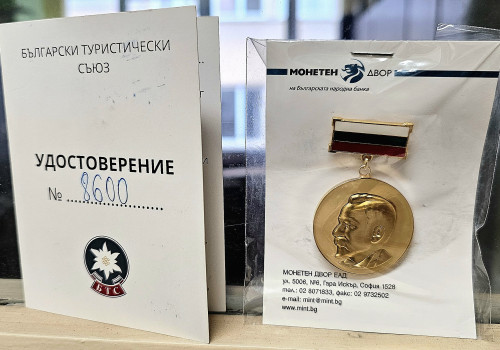 БЪЛГАРСКИ ТУРИСТИЧЕСКИ
СЪЮЗ
УДОСТОВЕРЕНИЕ
№ 8600
БТС
МОНЕТЕН ДВОР
на българската народна банка
МОНЕТЕН ДВОР ЕАД
ул. 5006, №6, Гара Искър, София 1528
тел.: 02 8071833, факс: 02 9732502
e-mail: mint@mint.bg
www.mint.bg